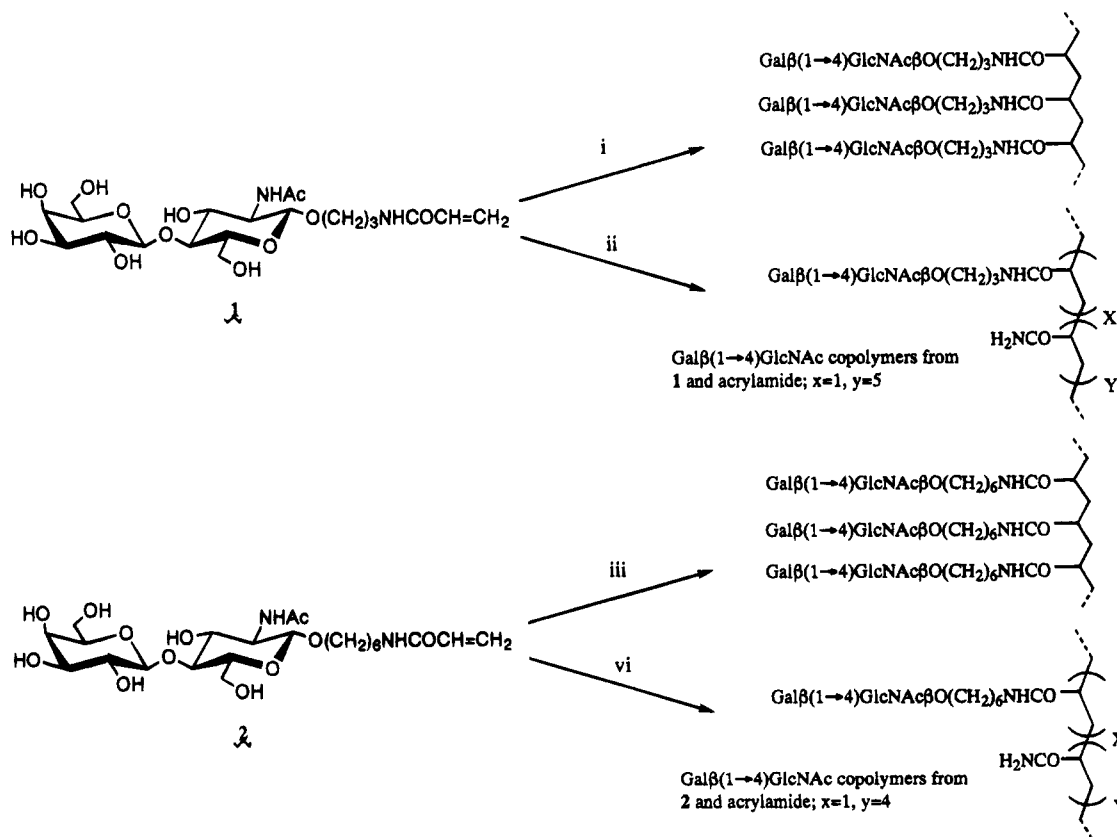 Galβ(1→4)GlcNAcβO(CH₂)₃NHCO
Galβ(1→4)GlcNAcβO(CH₂)₃NHCO
Galβ(1→4)GlcNAcβO(CH₂)₃NHCO
i
HO OH
HO
HO
OH
O
O
HO
NHAc
O
OH
O(CH₂)₃NHCOCH=CH₂
1
ii
Galβ(1→4)GlcNAcβO(CH₂)₃NHCO
X
H₂NCO
Y
Galβ(1→4)GlcNAc copolymers from
1 and acrylamide; x=1, y=5
Galβ(1→4)GlcNAcβO(CH₂)₆NHCO
Galβ(1→4)GlcNAcβO(CH₂)₆NHCO
Galβ(1→4)GlcNAcβO(CH₂)₆NHCO
iii
HO OH
HO
HO
OH
O
O
HO
NHAc
O
OH
O(CH₂)₆NHCOCH=CH₂
2
vi
Galβ(1→4)GlcNAcβO(CH₂)₆NHCO
X
H₂NCO
Galβ(1→4)GlcNAc copolymers from
2 and acrylamide; x=1, y=4